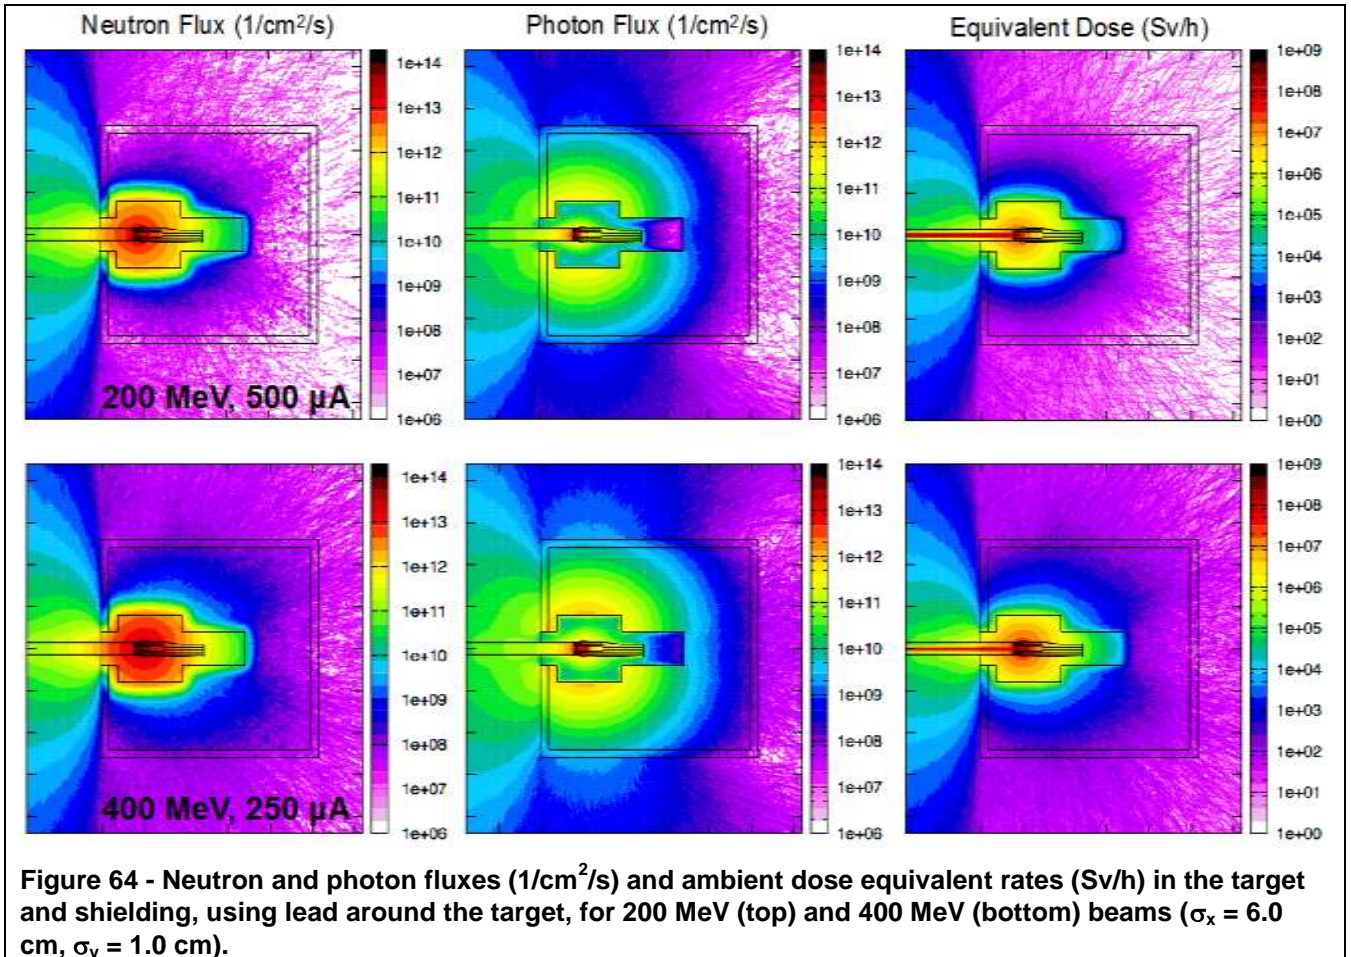 Neutron Flux (1/cm²/s)
Photon Flux (1/cm²/s)
Equivalent Dose (Sv/h)
1e+14
1e+13
1e+12
1e+11
1e+10
1e+09
1e+08
1e+07
1e+06
200 MeV, 500 μA
1e+14
1e+13
1e+12
1e+11
1e+10
1e+09
1e+08
1e+07
1e+06
1e+09
1e+08
1e+07
1e+06
1e+05
1e+04
1e+03
1e+02
1e+01
1e+00
1e+14
1e+13
1e+12
1e+11
1e+10
1e+09
1e+08
1e+07
1e+06
400 MeV, 250 μA
1e+14
1e+13
1e+12
1e+11
1e+10
1e+09
1e+08
1e+07
1e+06
1e+09
1e+08
1e+07
1e+06
1e+05
1e+04
1e+03
1e+02
1e+01
1e+00
Figure 64 - Neutron and photon fluxes (1/cm²/s) and ambient dose equivalent rates (Sv/h) in the target
and shielding, using lead around the target, for 200 MeV (top) and 400 MeV (bottom) beams (σx = 6.0
cm, σy = 1.0 cm).